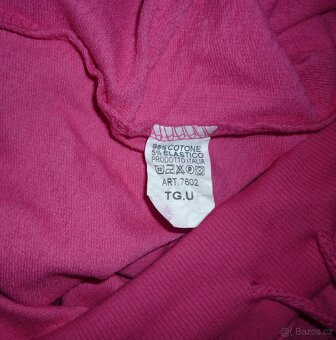 95% COTONE
5% ELASTICO
PRODOTTO ITALIA
ART.7602
TG.U
Bazos.cz